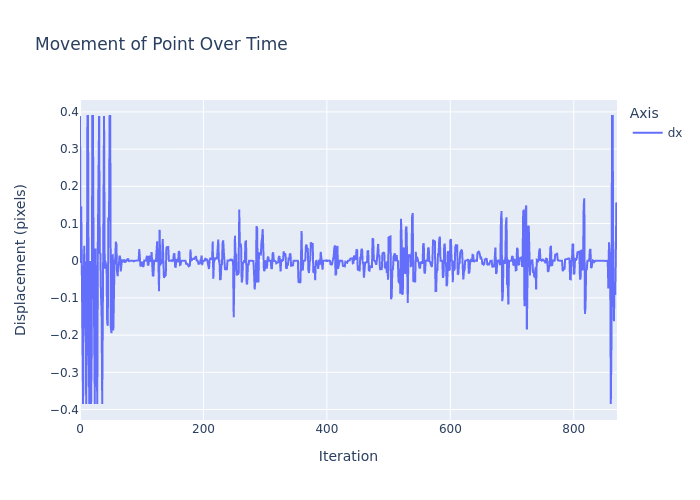 Movement of Point Over Time
Axis
dx
Displacement (pixels)
0.4
0.3
0.2
0.1
0
−0.1
−0.2
−0.3
−0.4
0
200
400
600
800
Iteration